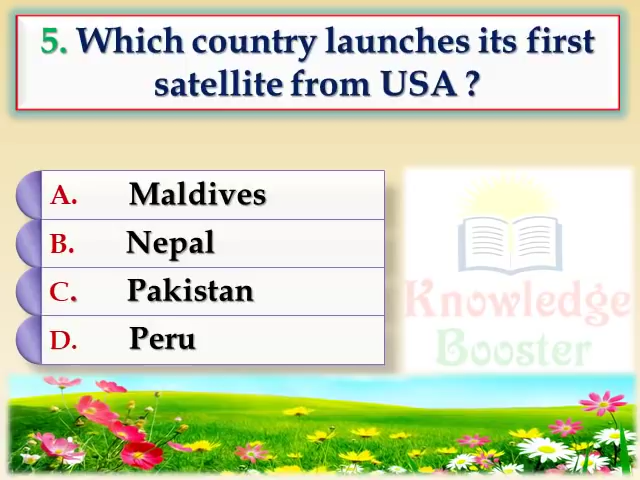 5. Which country launches its first
satellite from USA ?
A. Maldives
B. Nepal
C. Pakistan
D. Peru
Knowledge
Booster